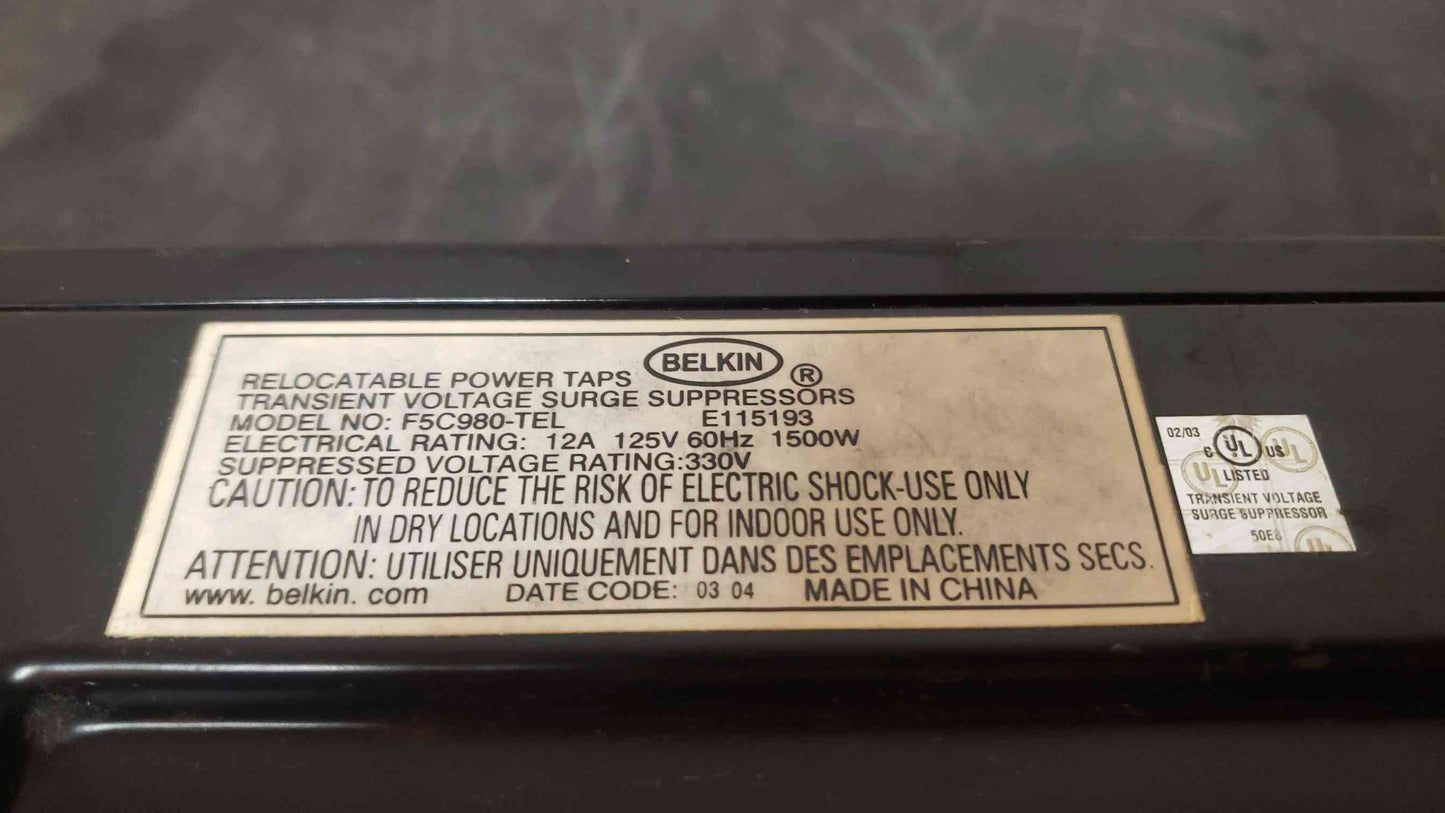 BELKIN ®
RELOCATABLE POWER TAPS
TRANSIENT VOLTAGE SURGE SUPPRESSORS
MODEL NO: F5C980-TEL E115193
ELECTRICAL RATING: 12A 125V 60Hz 1500W
SUPPRESSED VOLTAGE RATING:330V
CAUTION: TO REDUCE THE RISK OF ELECTRIC SHOCK-USE ONLY
IN DRY LOCATIONS AND FOR INDOOR USE ONLY.
ATTENTION: UTILISER UNIQUEMENT DANS DES EMPLACEMENTS SECS.
www. belkin. com DATE CODE: 03 04 MADE IN CHINA
02/03
UL US
LISTED
TRANSIENT VOLTAGE
SURGE SUPPRESSOR